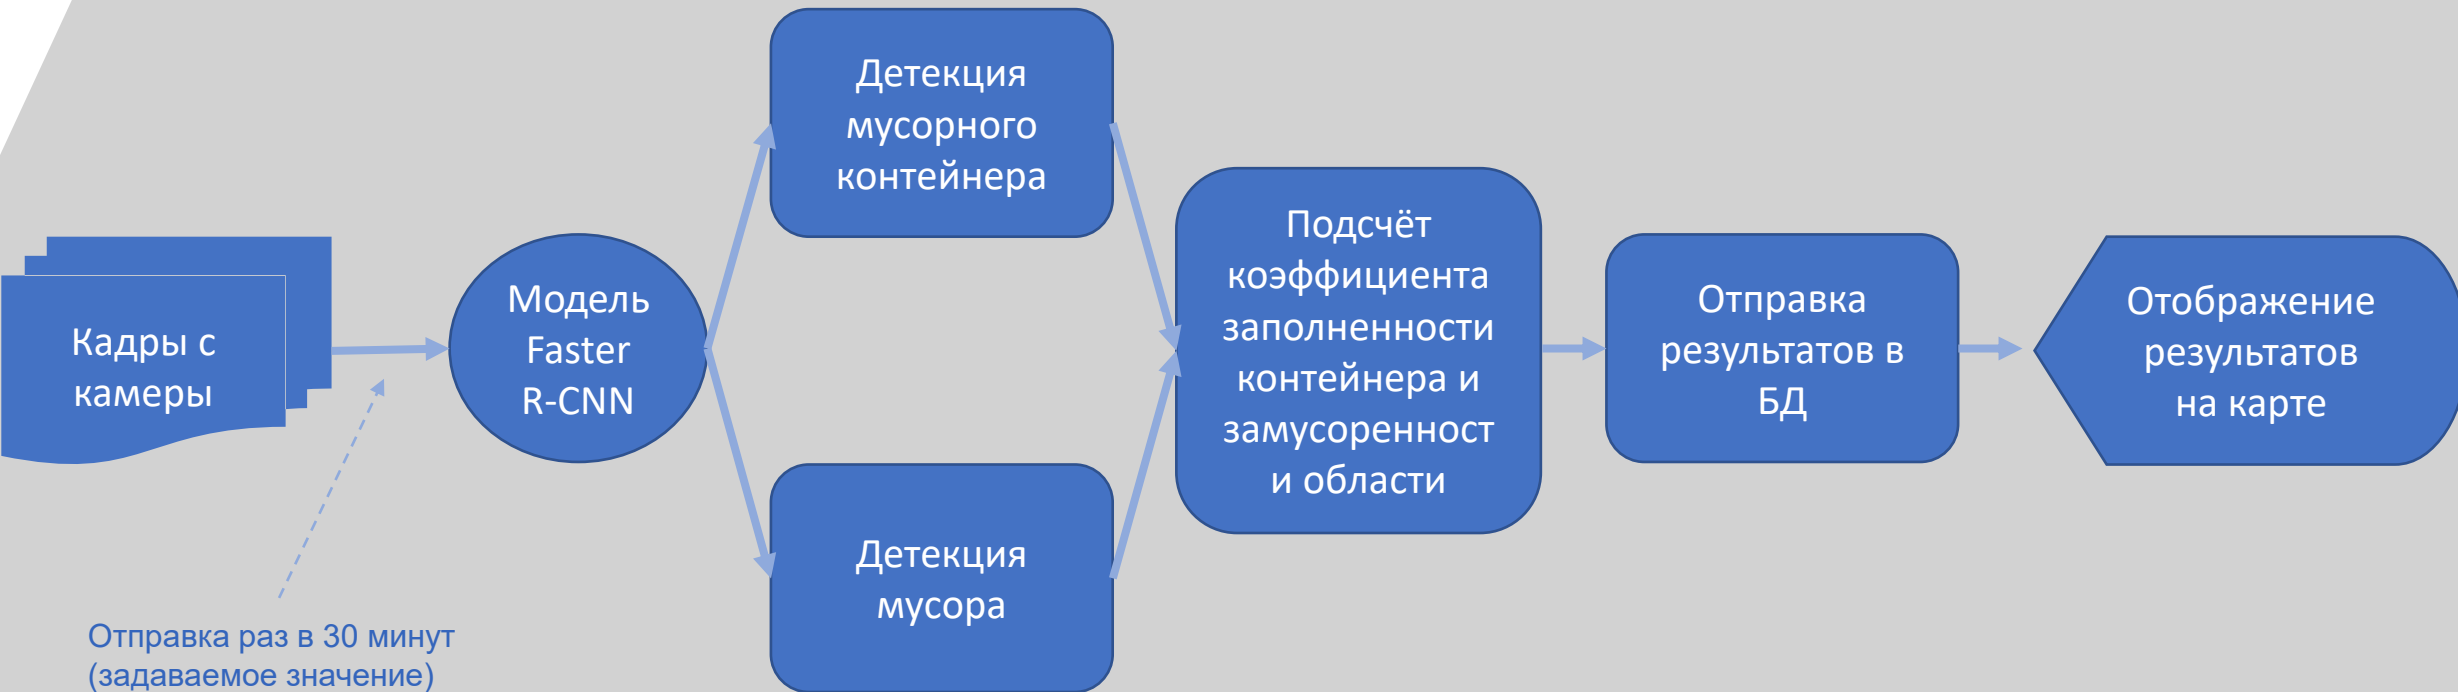 Кадры с
камеры
Отправка раз в 30 минут
(задаваемое значение)
Модель
Faster
R-CNN
Детекция
мусорного
контейнера
Детекция
мусора
Подсчёт
коэффициента
заполненности
контейнера и
замусоренност
и области
Отправка
результатов в
БД
Отображение
результатов
на карте